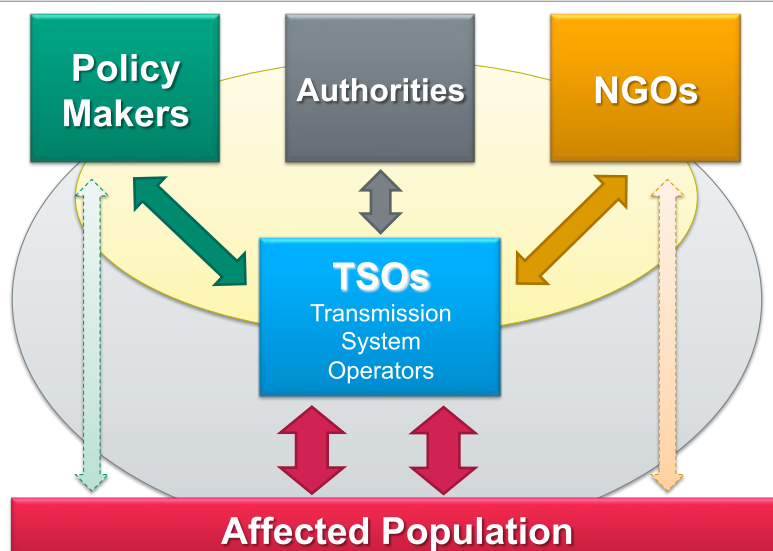 Policy
Makers
Authorities
NGOs
TSOs
Transmission
System
Operators
Affected Population